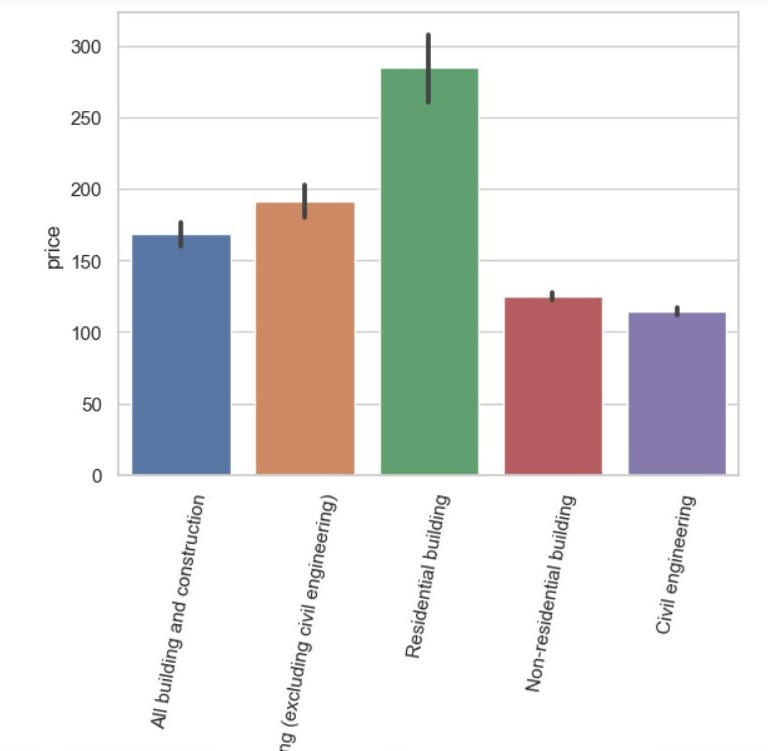 300
250
200
150
100
50
0
price
All building and construction
(excluding civil engineering)
Residential building
Non-residential building
Civil engineering